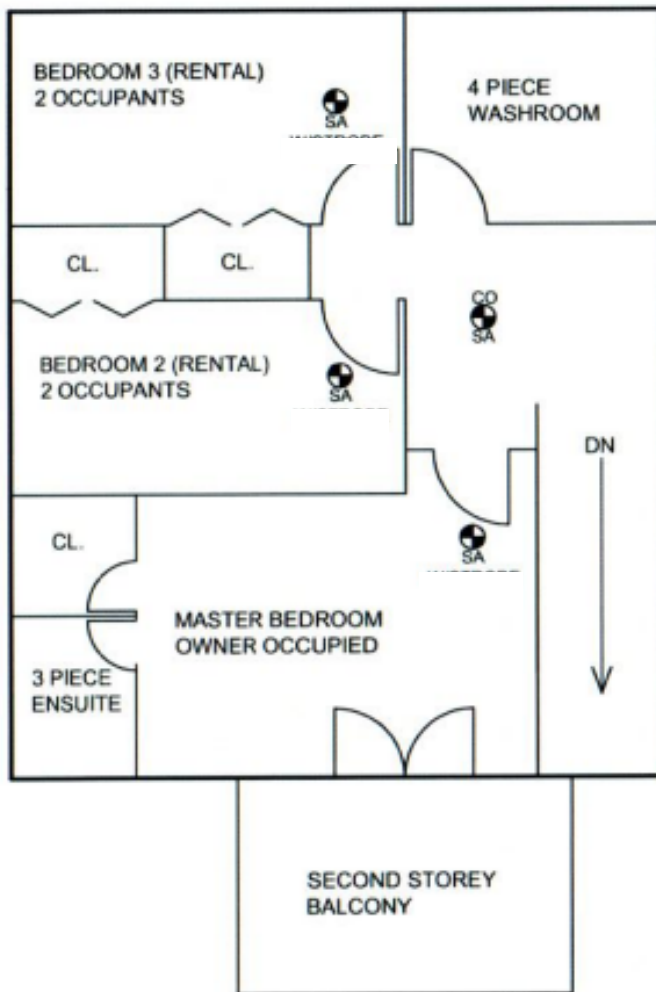 BEDROOM 3 (RENTAL)
2 OCCUPANTS
SA
4 PIECE
WASHROOM
CL.
CL.
CO
SA
BEDROOM 2 (RENTAL)
2 OCCUPANTS
SA
DN
CL.
SA
MASTER BEDROOM
OWNER OCCUPIED
3 PIECE
ENSUITE
SECOND STOREY
BALCONY